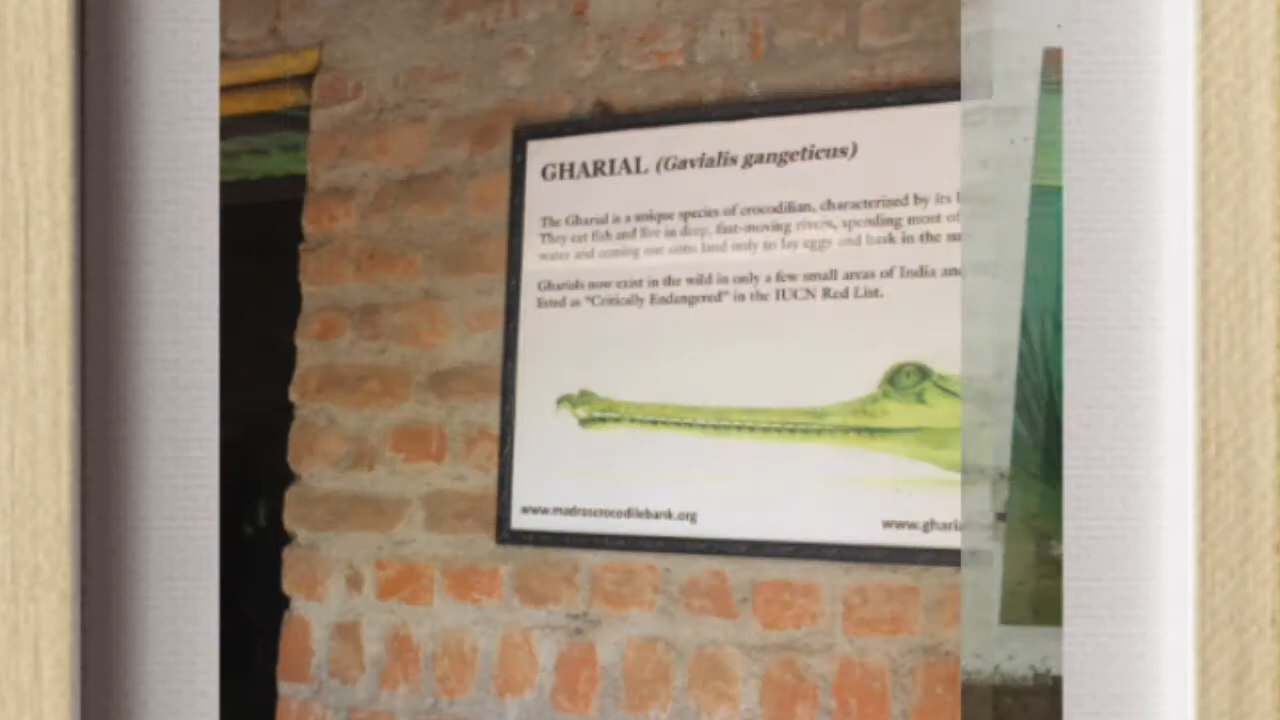 GHARIAL (Gavialis gangeticus)
The Gharial is a unique species of crocodilian, characterized by its
They eat fish and live in deep, fast-moving rivers, spending most of
water and coming out onto land only to lay eggs and bask in the
Gharials now exist in the wild in only a few small areas of India and
listed as "Critically Endangered" in the IUCN Red List.
www.madrascrocodilebank.org
www.gharia